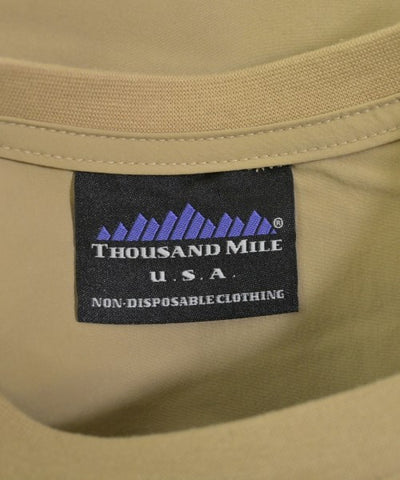 ®
THOUSAND MILE
U.S.A.
NON-DISPOSABLE CLOTHING